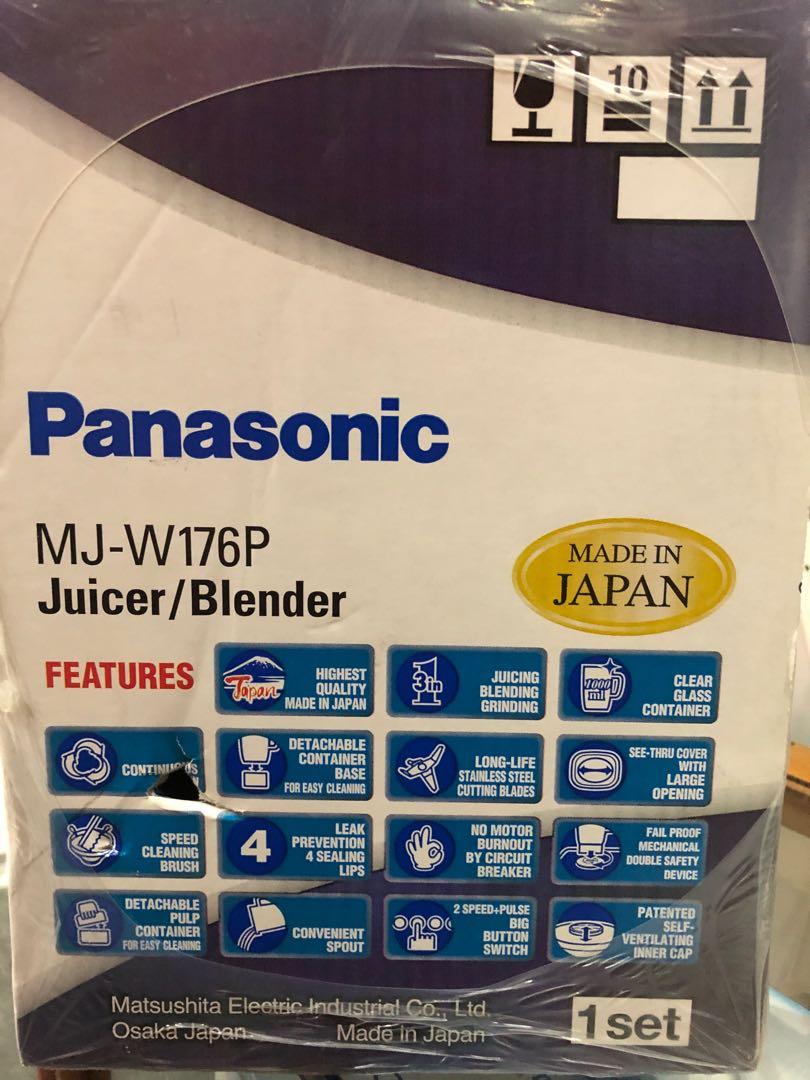 10
Panasonic
MJ-W176P
Juicer/Blender
MADE IN
JAPAN
FEATURES
Japan
HIGHEST
QUALITY
MADE IN JAPAN
3in1
JUICING
BLENDING
GRINDING
1000
ml
CLEAR
GLASS
CONTAINER
CONTINUOUS
DETACHABLE
CONTAINER
BASE
FOR EASY CLEANING
LONG-LIFE
STAINLESS STEEL
CUTTING BLADES
SEE-THRU COVER
WITH
LARGE
OPENING
SPEED
CLEANING
BRUSH
4
LEAK
PREVENTION
4 SEALING
LIPS
NO MOTOR
BURNOUT
BY CIRCUIT
BREAKER
FAIL PROOF
MECHANICAL
DOUBLE SAFETY
DEVICE
DETACHABLE
PULP
CONTAINER
FOR EASY CLEANING
CONVENIENT
SPOUT
2 SPEED+PULSE
BIG
BUTTON
SWITCH
PATENTED
SELF-
VENTILATING
INNER CAP
Matsushita Electric Industrial Co., Ltd.
Osaka Japan
Made in Japan
1 set